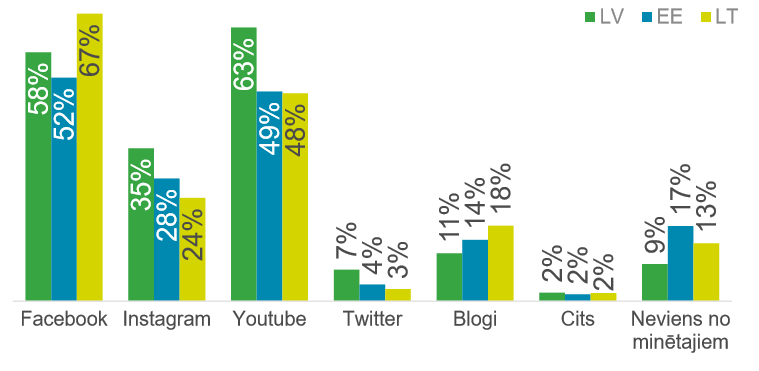 LV EE LT
58% 52% 67%
35% 28% 24%
63% 49% 48%
7% 4% 3%
11% 14% 18%
2% 2% 2%
9% 17% 13%
Facebook Instagram Youtube Twitter Blogi Cits Neviens no
minētajiem